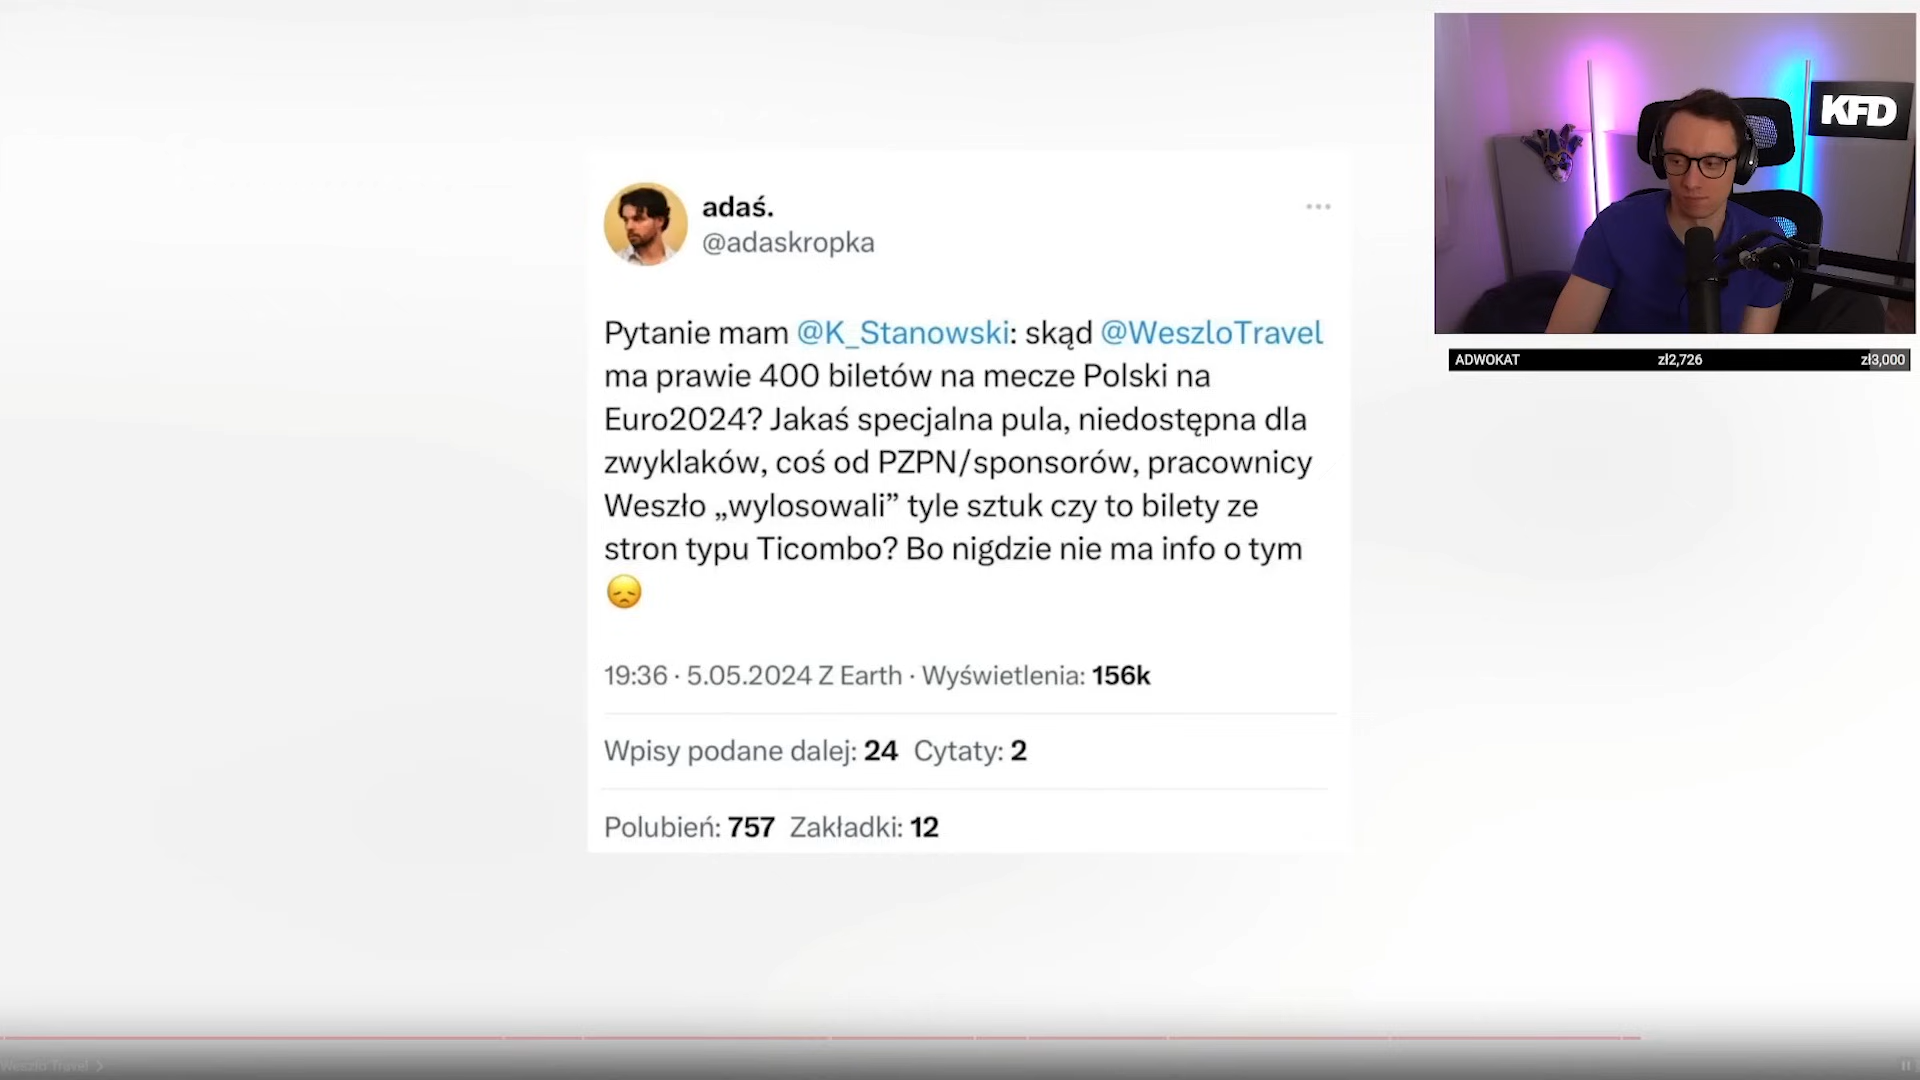 KFD
ADWOKAT zł2,726 zł3,000
adaś.
@adaskropka
Pytanie mam @K_Stanowski: skąd @WeszloTravel
ma prawie 400 biletów na mecze Polski na
Euro2024? Jakaś specjalna pula, niedostępna dla
zwyklaków, coś od PZPN/sponsorów, pracownicy
Weszło „wylosowali” tyle sztuk czy to bilety ze
stron typu Ticombo? Bo nigdzie nie ma info o tym
19:36 · 5.05.2024 Z Earth · Wyświetlenia: 156k
Wpisy podane dalej: 24 Cytaty: 2
Polubień: 757 Zakładki: 12
Weszło Travel